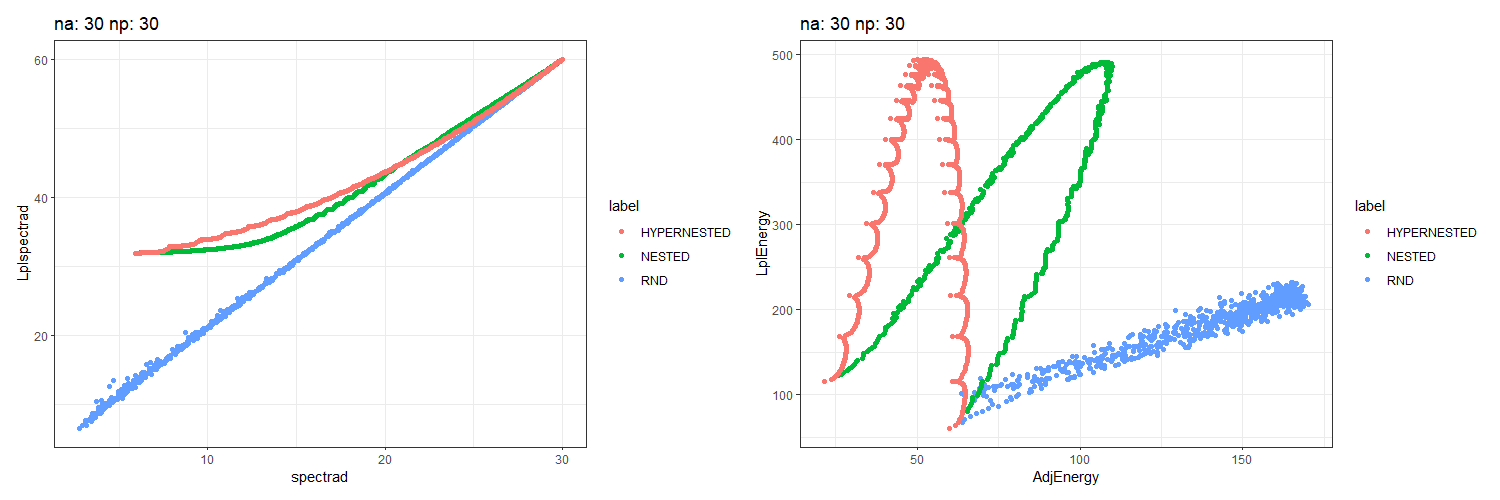 na: 30 np: 30
60
40
20
Lplspectrad
10
20
30
spectrad
label
HYPERNESTED
NESTED
RND
na: 30 np: 30
500
400
300
200
100
LplEnergy
50
100
150
AdjEnergy
label
HYPERNESTED
NESTED
RND